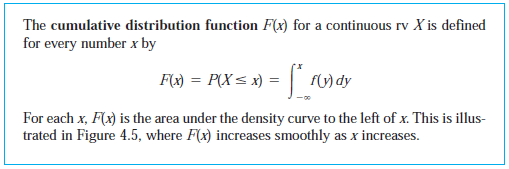 The cumulative distribution function F(x) for a continuous rv X is defined
for every number x by
F(x) = P(X ≤ x) = ∫_{-∞}^{x} f(y) dy
For each x, F(x) is the area under the density curve to the left of x. This is illus-
trated in Figure 4.5, where F(x) increases smoothly as x increases.